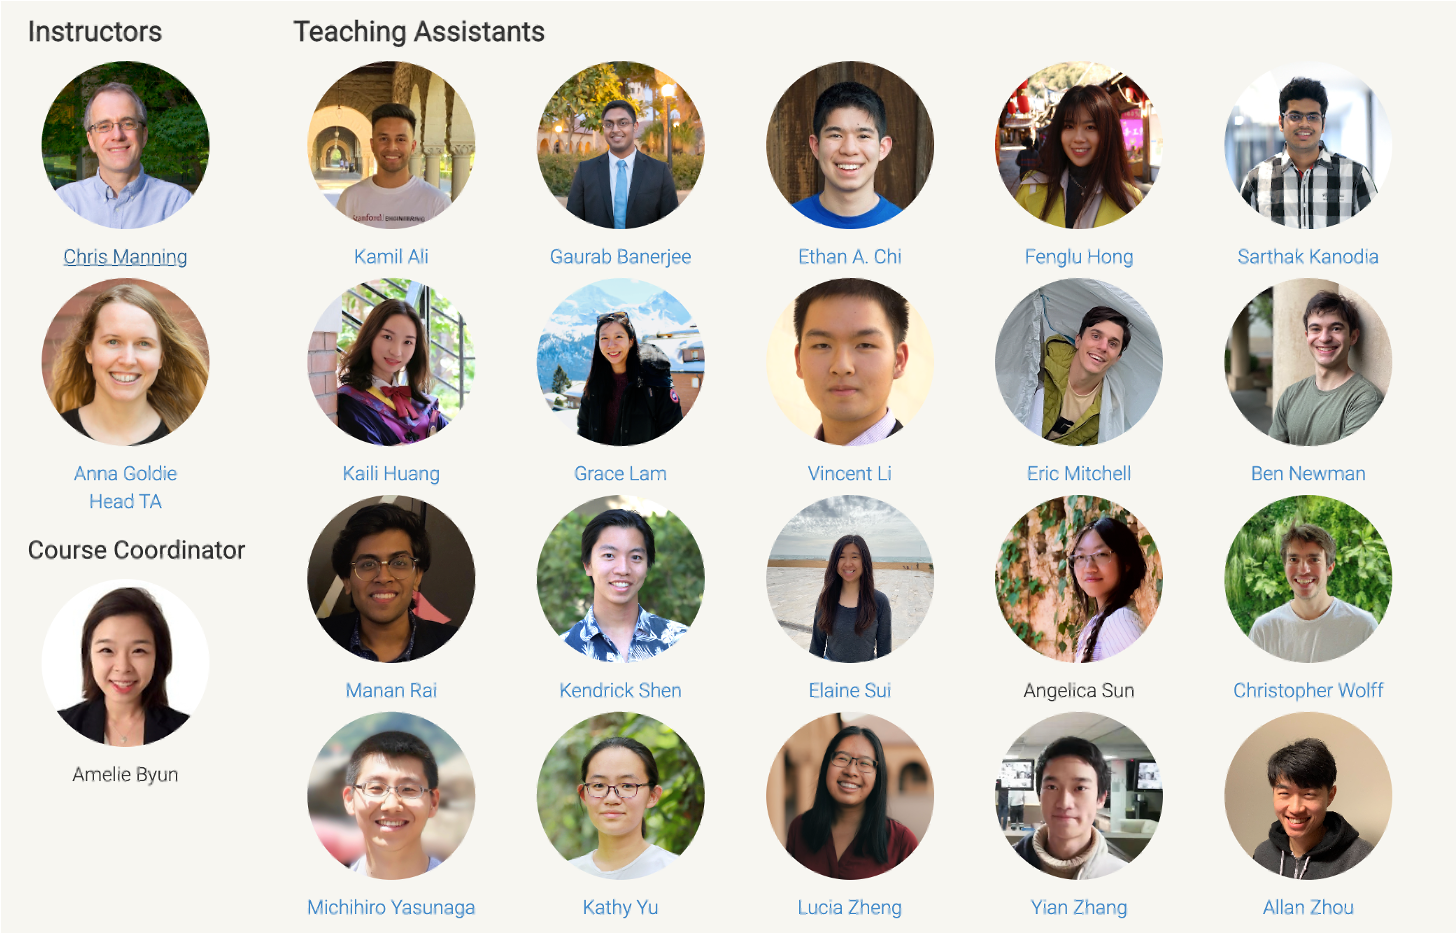 Instructors
Teaching Assistants
Chris Manning
Kamil Ali
Gaurab Banerjee
Ethan A. Chi
Fenglu Hong
Sarthak Kanodia
Anna Goldie
Head TA
Kaili Huang
Grace Lam
Vincent Li
Eric Mitchell
Ben Newman
Course Coordinator
Manan Rai
Kendrick Shen
Elaine Sui
Angelica Sun
Christopher Wolff
Amelie Byun
Michihiro Yasunaga
Kathy Yu
Lucia Zheng
Yian Zhang
Allan Zhou